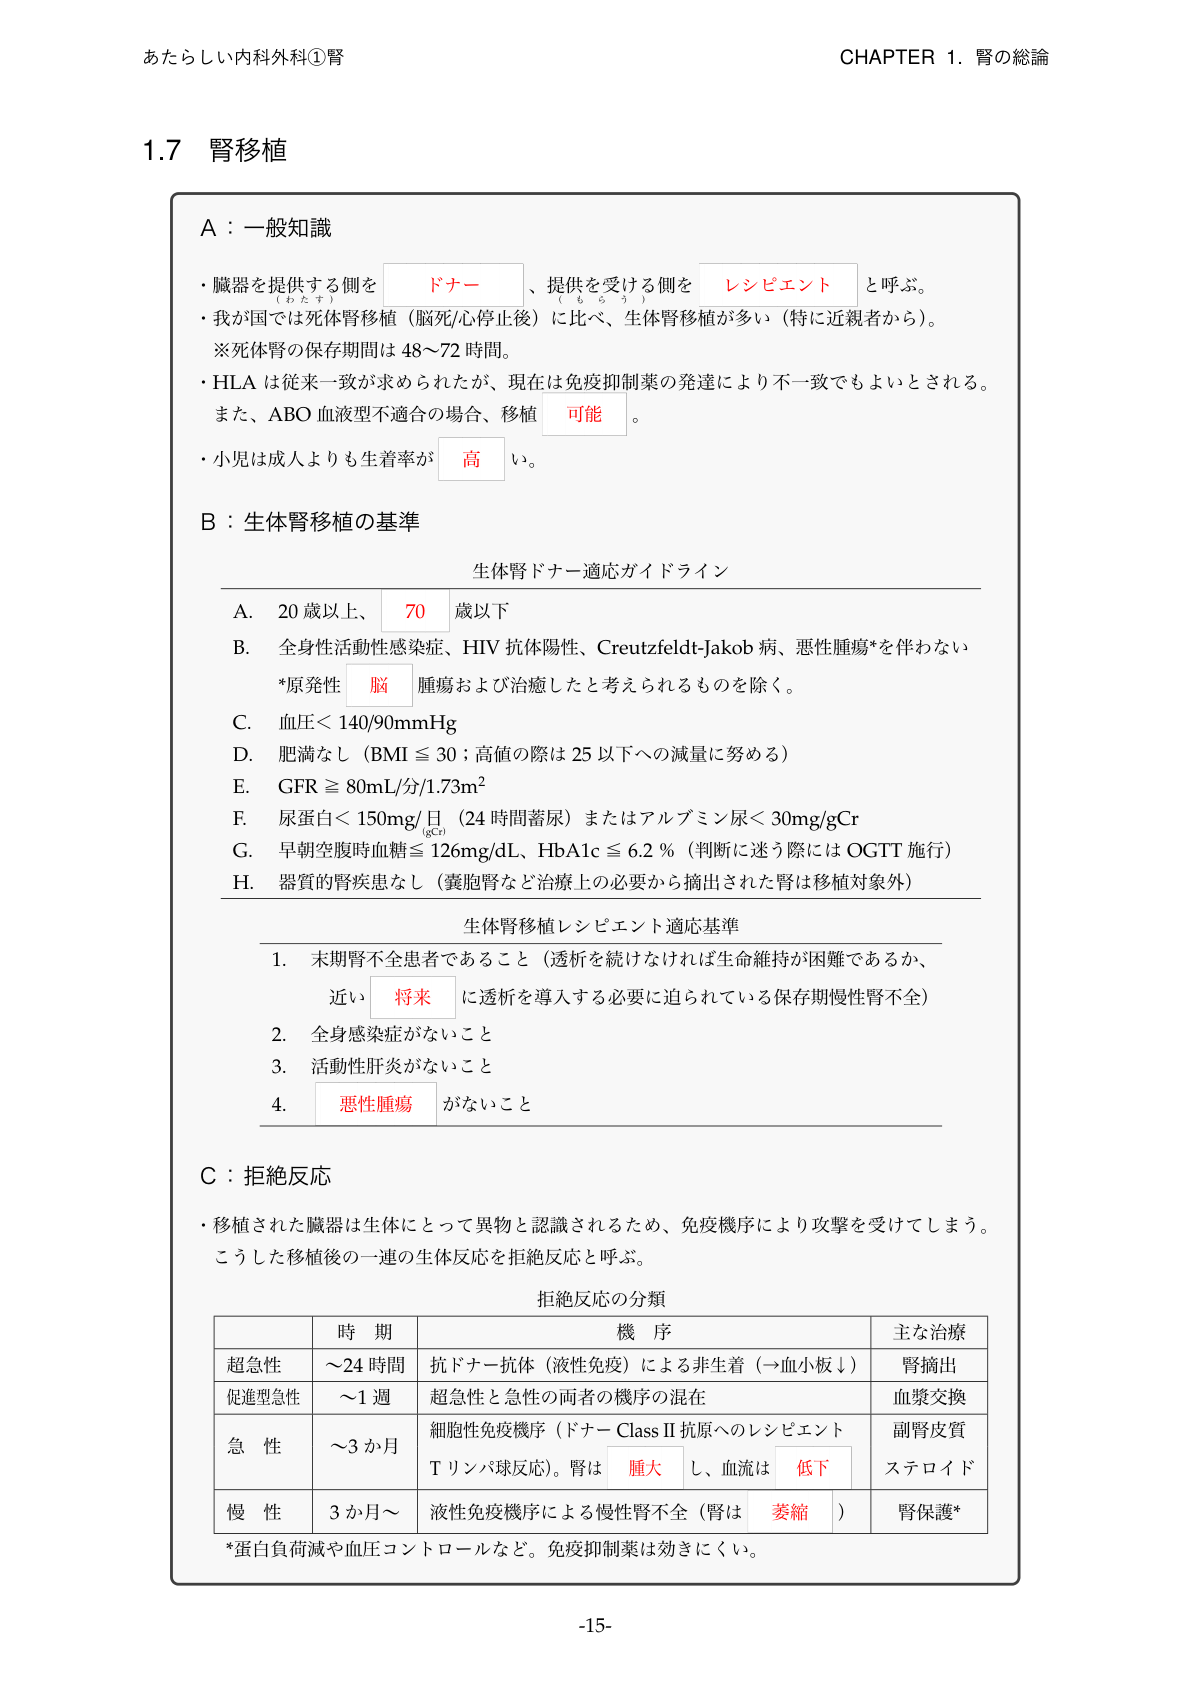 あたらしい内科外科①腎 CHAPTER 1. 腎の総論
1.7 腎移植
A：一般知識
・臓器を提供する側を ドナー 、提供を受ける側を レシピエント と呼ぶ。
（わたす） （もらう）
・我が国では死体腎移植（脳死/心停止後）に比べ、生体腎移植が多い（特に近親者から）。
※死体腎の保存期間は 48〜72 時間。
・HLA は従来一致が求められたが、現在は免疫抑制薬の発達により不一致でもよいとされる。
また、ABO 血液型不適合の場合、移植 可能 。
・小児は成人よりも生着率が 高 い。
B：生体腎移植の基準
生体腎ドナー適応ガイドライン
A. 20 歳以上、 70 歳以下
B. 全身性活動性感染症、HIV 抗体陽性、Creutzfeldt-Jakob 病、悪性腫瘍*を伴わない
*原発性 脳 腫瘍および治癒したと考えられるものを除く。
C. 血圧＜ 140/90mmHg
D. 肥満なし（BMI ≦ 30；高値の際は 25 以下への減量に努める）
E. GFR ≧ 80mL/分/1.73m²
F. 尿蛋白＜ 150mg/日（24 時間蓄尿）またはアルブミン尿＜ 30mg/gCr
(gCr)
G. 早朝空腹時血糖≦ 126mg/dL、HbA1c ≦ 6.2 %（判断に迷う際には OGTT 施行）
H. 器質的腎疾患なし（嚢胞腎など治療上の必要から摘出された腎は移植対象外）
生体腎移植レシピエント適応基準
1. 末期腎不全患者であること（透析を続けなければ生命維持が困難であるか、
近い 将来 に透析を導入する必要に迫られている保存期慢性腎不全）
2. 全身感染症がないこと
3. 活動性肝炎がないこと
4. 悪性腫瘍 がないこと
C：拒絶反応
・移植された臓器は生体にとって異物と認識されるため、免疫機序により攻撃を受けてしまう。
こうした移植後の一連の生体反応を拒絶反応と呼ぶ。
拒絶反応の分類
時 期 機 序 主な治療
超急性 〜24 時間 抗ドナー抗体（液性免疫）による非生着（→血小板↓） 腎摘出
促進型急性 〜1 週 超急性と急性の両者の機序の混在 血漿交換
急 性 〜3 か月 細胞性免疫機序（ドナー Class II 抗原へのレシピエント 副腎皮質
T リンパ球反応）。腎は 腫大 し、血流は 低下 ステロイド
慢 性 3 か月〜 液性免疫機序による慢性腎不全（腎は 萎縮 ） 腎保護*
*蛋白負荷減や血圧コントロールなど。免疫抑制薬は効きにくい。
-15-